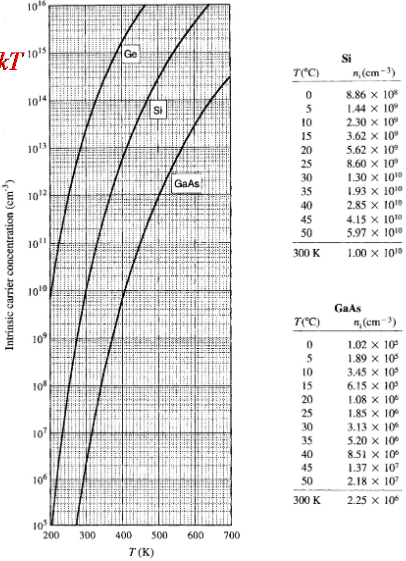 kT
Intrinsic carrier concentration (cm⁻³)
10¹⁶
10¹⁵
10¹⁴
10¹³
10¹²
10¹¹
10¹⁰
10⁹
10⁸
10⁷
10⁶
10⁵
Ge
Si
GaAs
200 300 400 500 600 700
T (K)
Si
T(°C) nᵢ(cm⁻³)
0 8.86 × 10⁸
5 1.44 × 10⁹
10 2.30 × 10⁹
15 3.62 × 10⁹
20 5.62 × 10⁹
25 8.60 × 10⁹
30 1.30 × 10¹⁰
35 1.93 × 10¹⁰
40 2.85 × 10¹⁰
45 4.15 × 10¹⁰
50 5.97 × 10¹⁰
300 K 1.00 × 10¹⁰
GaAs
T(°C) nᵢ(cm⁻³)
0 1.02 × 10⁵
5 1.89 × 10⁵
10 3.45 × 10⁵
15 6.15 × 10⁵
20 1.08 × 10⁶
25 1.85 × 10⁶
30 3.13 × 10⁶
35 5.20 × 10⁶
40 8.51 × 10⁶
45 1.37 × 10⁷
50 2.18 × 10⁷
300 K 2.25 × 10⁶